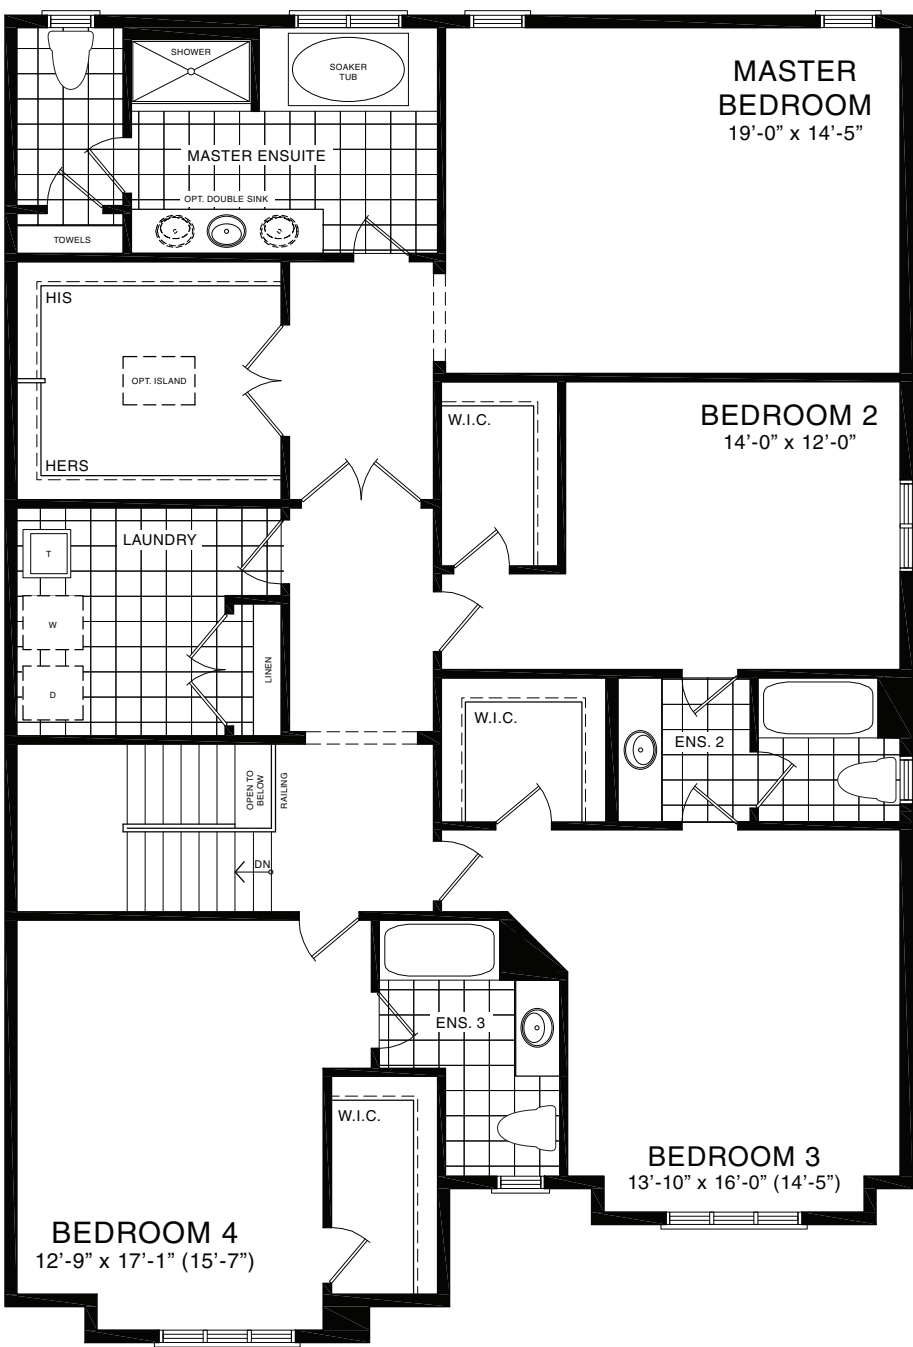 SHOWER
SOAKER
TUB
MASTER
BEDROOM
19'-0” x 14'-5”
MASTER ENSUITE
OPT. DOUBLE SINK
TOWELS
HIS
OPT. ISLAND
HERS
W.I.C.
BEDROOM 2
14'-0” x 12'-0”
LAUNDRY
T
W
D
LINEN
W.I.C.
ENS. 2
OPEN TO
BELOW
RAILING
DN
ENS. 3
W.I.C.
BEDROOM 3
13'-10” x 16'-0” (14'-5”)
BEDROOM 4
12'-9” x 17'-1” (15'-7”)